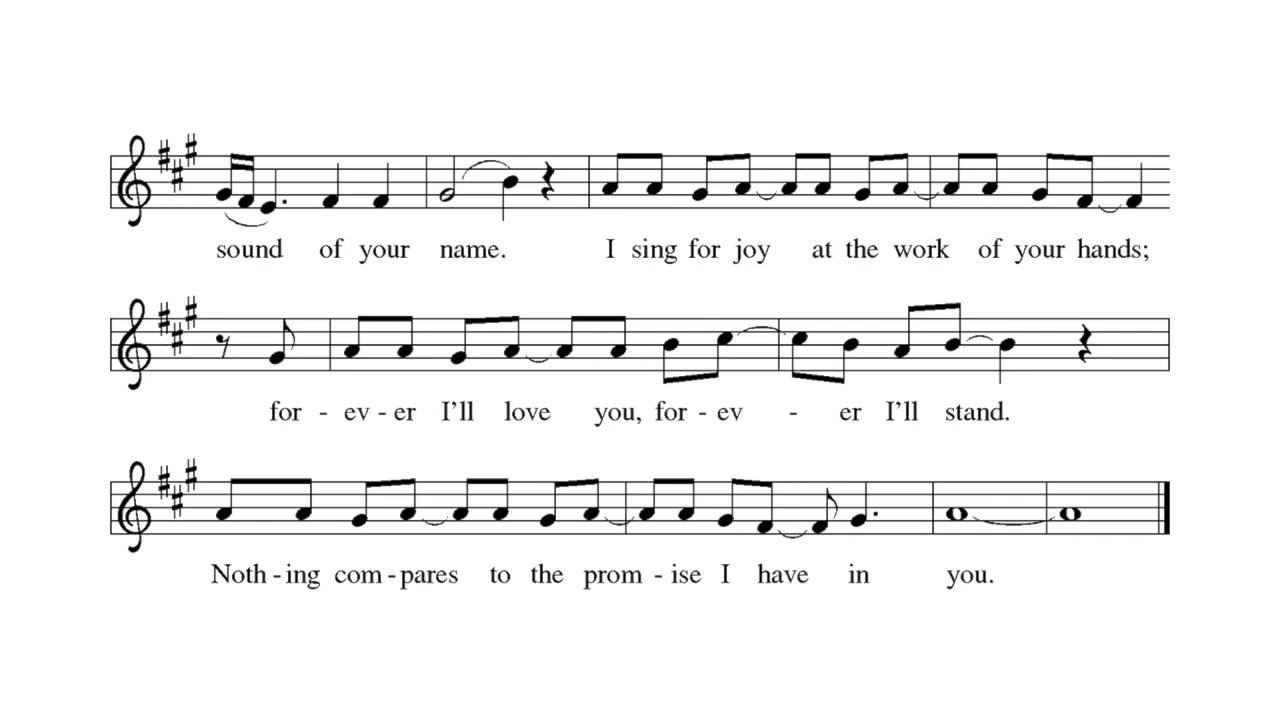 sound of your name. I sing for joy at the work of your hands;
for - ev - er I'll love you, for - ev - er I'll stand.
Noth - ing com - pares to the prom - ise I have in you.